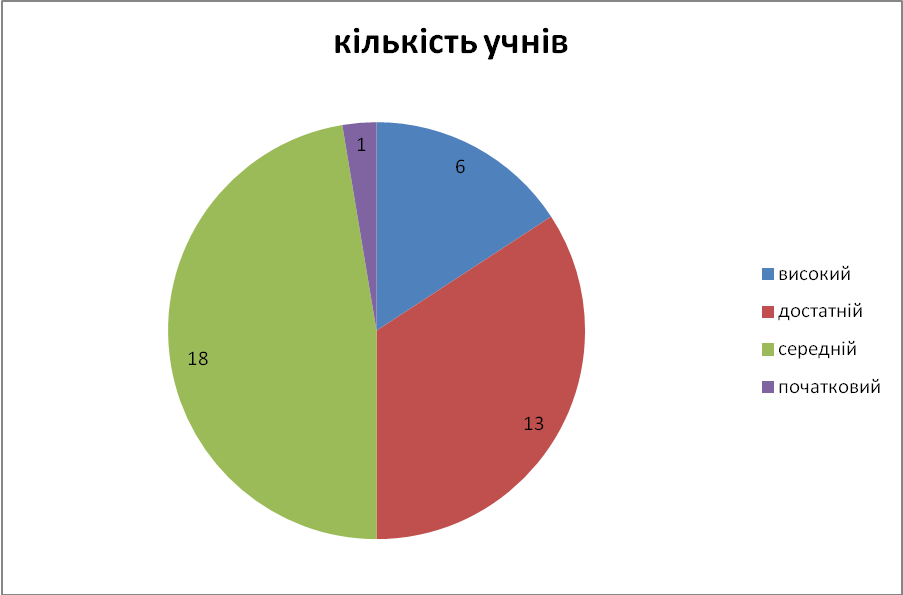 кількість учнів
1
6
18
13
високий
достатній
середній
початковий